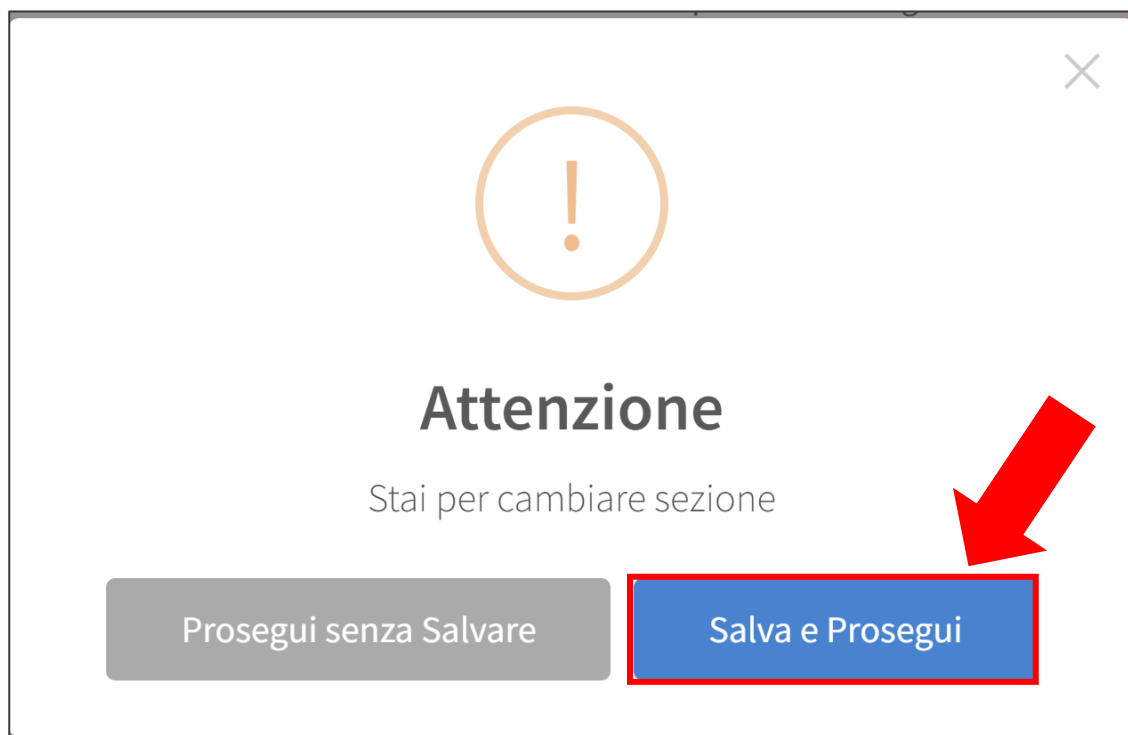 Attenzione
Stai per cambiare sezione
Prosegui senza Salvare
Salva e Prosegui